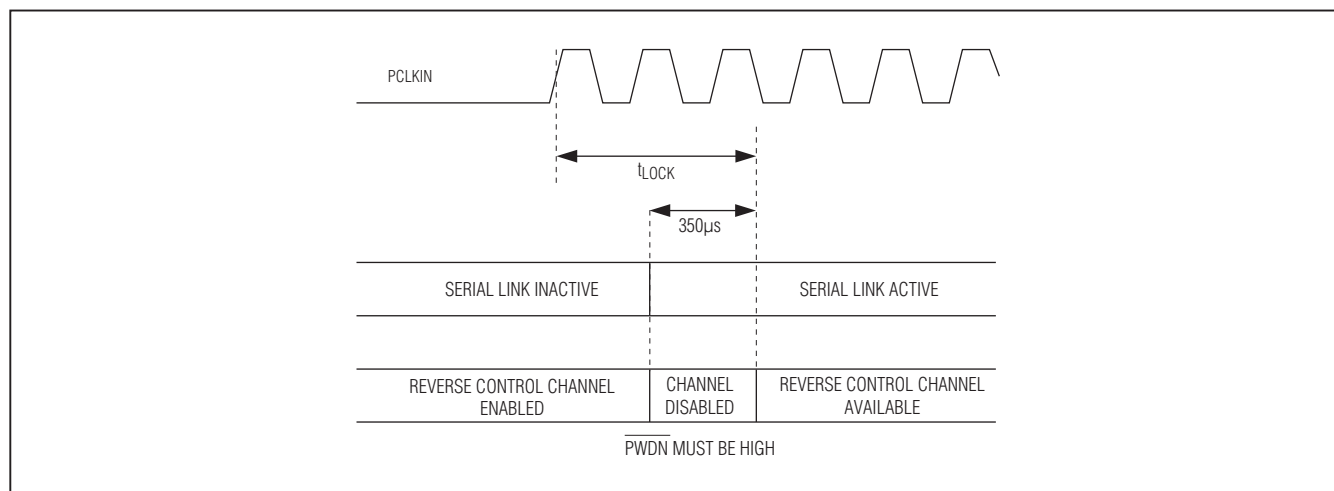 PCLKIN
tLOCK
350µs
SERIAL LINK INACTIVE
SERIAL LINK ACTIVE
REVERSE CONTROL CHANNEL
ENABLED
CHANNEL
DISABLED
REVERSE CONTROL CHANNEL
AVAILABLE
PWDN MUST BE HIGH